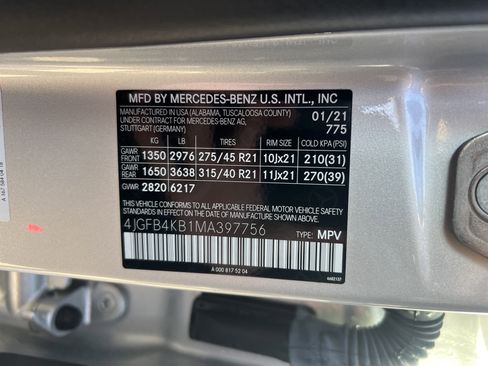 MFD BY MERCEDES-BENZ U.S. INTL., INC
MANUFACTURED IN USA (ALABAMA, TUSCALOOSA COUNTY) 01/21
UNDER CONTRACT FOR MERCEDES-BENZ AG, 775
STUTTGART (GERMANY)
KG LB TIRES RIM SIZE COLD KPA (PSI)
GAWR FRONT 1350 2976 275/45 R21 10Jx21 210(31)
GAWR REAR 1650 3638 315/40 R21 11Jx21 270(39)
GVWR 2820 6217
THIS VEHICLE CONFORMS TO ALL APPLICABLE FEDERAL MOTOR VEHICLE SAFETY
STANDARDS IN EFFECT ON THE DATE OF MANUFACTURE SHOWN ABOVE.
4JGFB4KB1MA397756 TYPE: MPV
A 000 817 52 04
A 167 584 04 18